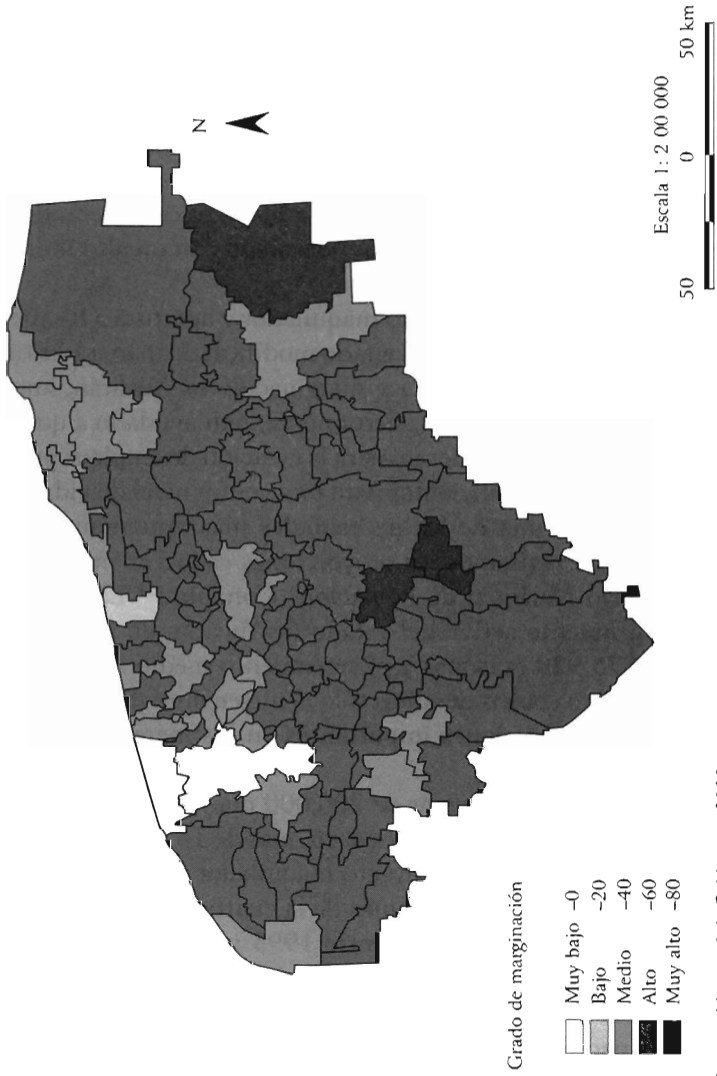 N
Escala 1: 2 00 000
50 0 50 km
Grado de marginación
Muy bajo –0
Bajo –20
Medio –40
Alto –60
Muy alto –80